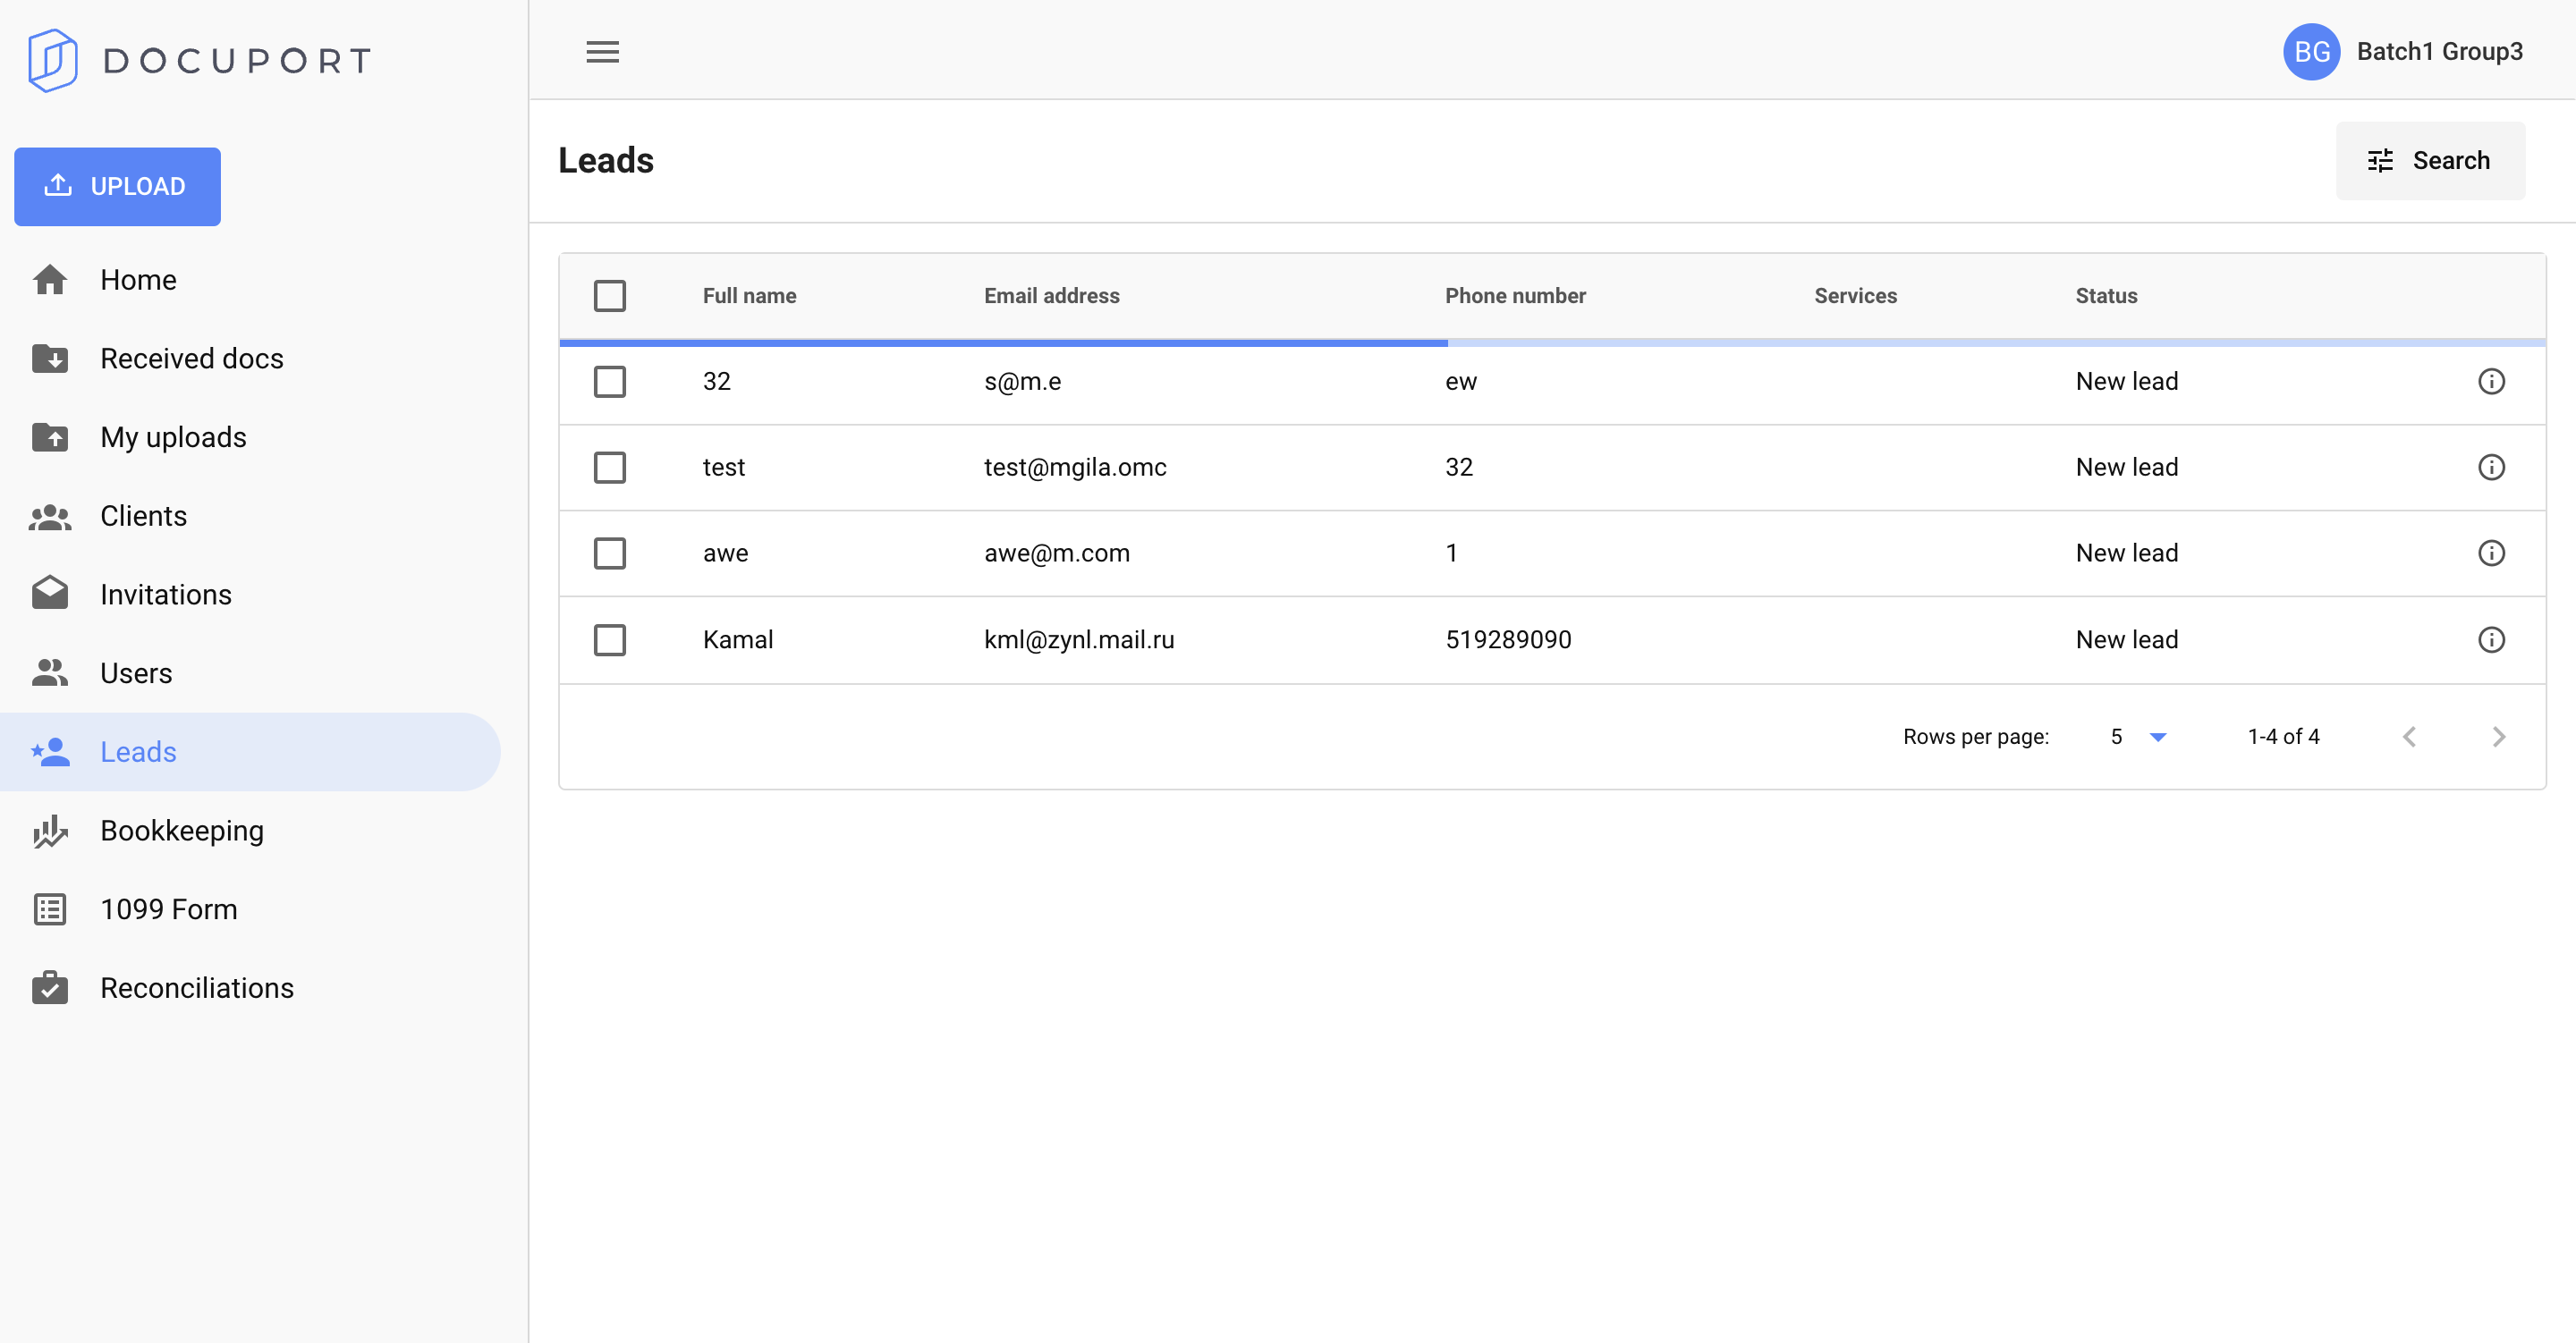 DOCUPORT
BG Batch1 Group3
UPLOAD
Home
Received docs
My uploads
Clients
Invitations
Users
Leads
Bookkeeping
1099 Form
Reconciliations
Leads
Search
Full name Email address Phone number Services Status
32 s@m.e ew New lead
test test@mgila.omc 32 New lead
awe awe@m.com 1 New lead
Kamal kml@zynl.mail.ru 519289090 New lead
Rows per page: 5 1-4 of 4